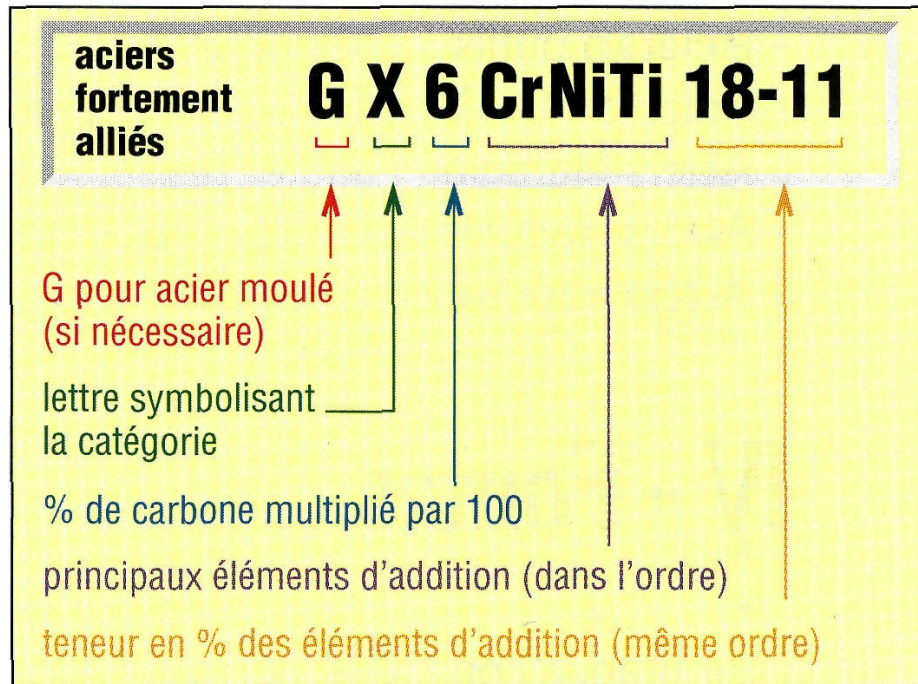 aciers
fortement
alliés
G X 6 CrNiTi 18-11
G pour acier moulé
(si nécessaire)
lettre symbolisant
la catégorie
% de carbone multiplié par 100
principaux éléments d'addition (dans l'ordre)
teneur en % des éléments d'addition (même ordre)